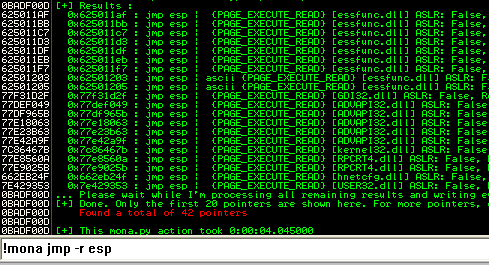 0BADF00D [+] Results :
625011AF 0x625011af : jmp esp | {PAGE_EXECUTE_READ} [essfunc.dll] ASLR: False,
625011BB 0x625011bb : jmp esp | {PAGE_EXECUTE_READ} [essfunc.dll] ASLR: False,
625011C7 0x625011c7 : jmp esp | {PAGE_EXECUTE_READ} [essfunc.dll] ASLR: False,
625011D3 0x625011d3 : jmp esp | {PAGE_EXECUTE_READ} [essfunc.dll] ASLR: False,
625011DF 0x625011df : jmp esp | {PAGE_EXECUTE_READ} [essfunc.dll] ASLR: False,
625011EB 0x625011eb : jmp esp | {PAGE_EXECUTE_READ} [essfunc.dll] ASLR: False,
625011F7 0x625011f7 : jmp esp | {PAGE_EXECUTE_READ} [essfunc.dll] ASLR: False,
62501203 0x62501203 : jmp esp | ascii {PAGE_EXECUTE_READ} [essfunc.dll] ASLR:
62501205 0x62501205 : jmp esp | ascii {PAGE_EXECUTE_READ} [essfunc.dll] ASLR:
77F31D2F 0x77f31d2f : jmp esp | {PAGE_EXECUTE_READ} [GDI32.dll] ASLR: False,
77DEF049 0x77def049 : jmp esp | {PAGE_EXECUTE_READ} [ADVAPI32.dll] ASLR: False
77DF965B 0x77df965b : jmp esp | {PAGE_EXECUTE_READ} [ADVAPI32.dll] ASLR: False
77E18063 0x77e18063 : jmp esp | {PAGE_EXECUTE_READ} [ADVAPI32.dll] ASLR: False
77E23B63 0x77e23b63 : jmp esp | {PAGE_EXECUTE_READ} [ADVAPI32.dll] ASLR: False
77E42A9F 0x77e42a9f : jmp esp | {PAGE_EXECUTE_READ} [ADVAPI32.dll] ASLR: False
7C86467B 0x7c86467b : jmp esp | {PAGE_EXECUTE_READ} [kernel32.dll] ASLR: False
77E8560A 0x77e8560a : jmp esp | {PAGE_EXECUTE_READ} [RPCRT4.dll] ASLR: False,
77E9025B 0x77e9025b : jmp esp | {PAGE_EXECUTE_READ} [RPCRT4.dll] ASLR: False,
662EB24F 0x662eb24f : jmp esp | {PAGE_EXECUTE_READ} [hnetcfg.dll] ASLR: False,
7E429353 0x7e429353 : jmp esp | {PAGE_EXECUTE_READ} [USER32.dll] ASLR: False,
0BADF00D ... Please wait while I'm processing all remaining results and writing e
0BADF00D [+] Done. Only the first 20 pointers are shown here. For more pointers,
0BADF00D Found a total of 42 pointers
0BADF00D
0BADF00D [+] This mona.py action took 0:00:04.045000
!mona jmp -r esp